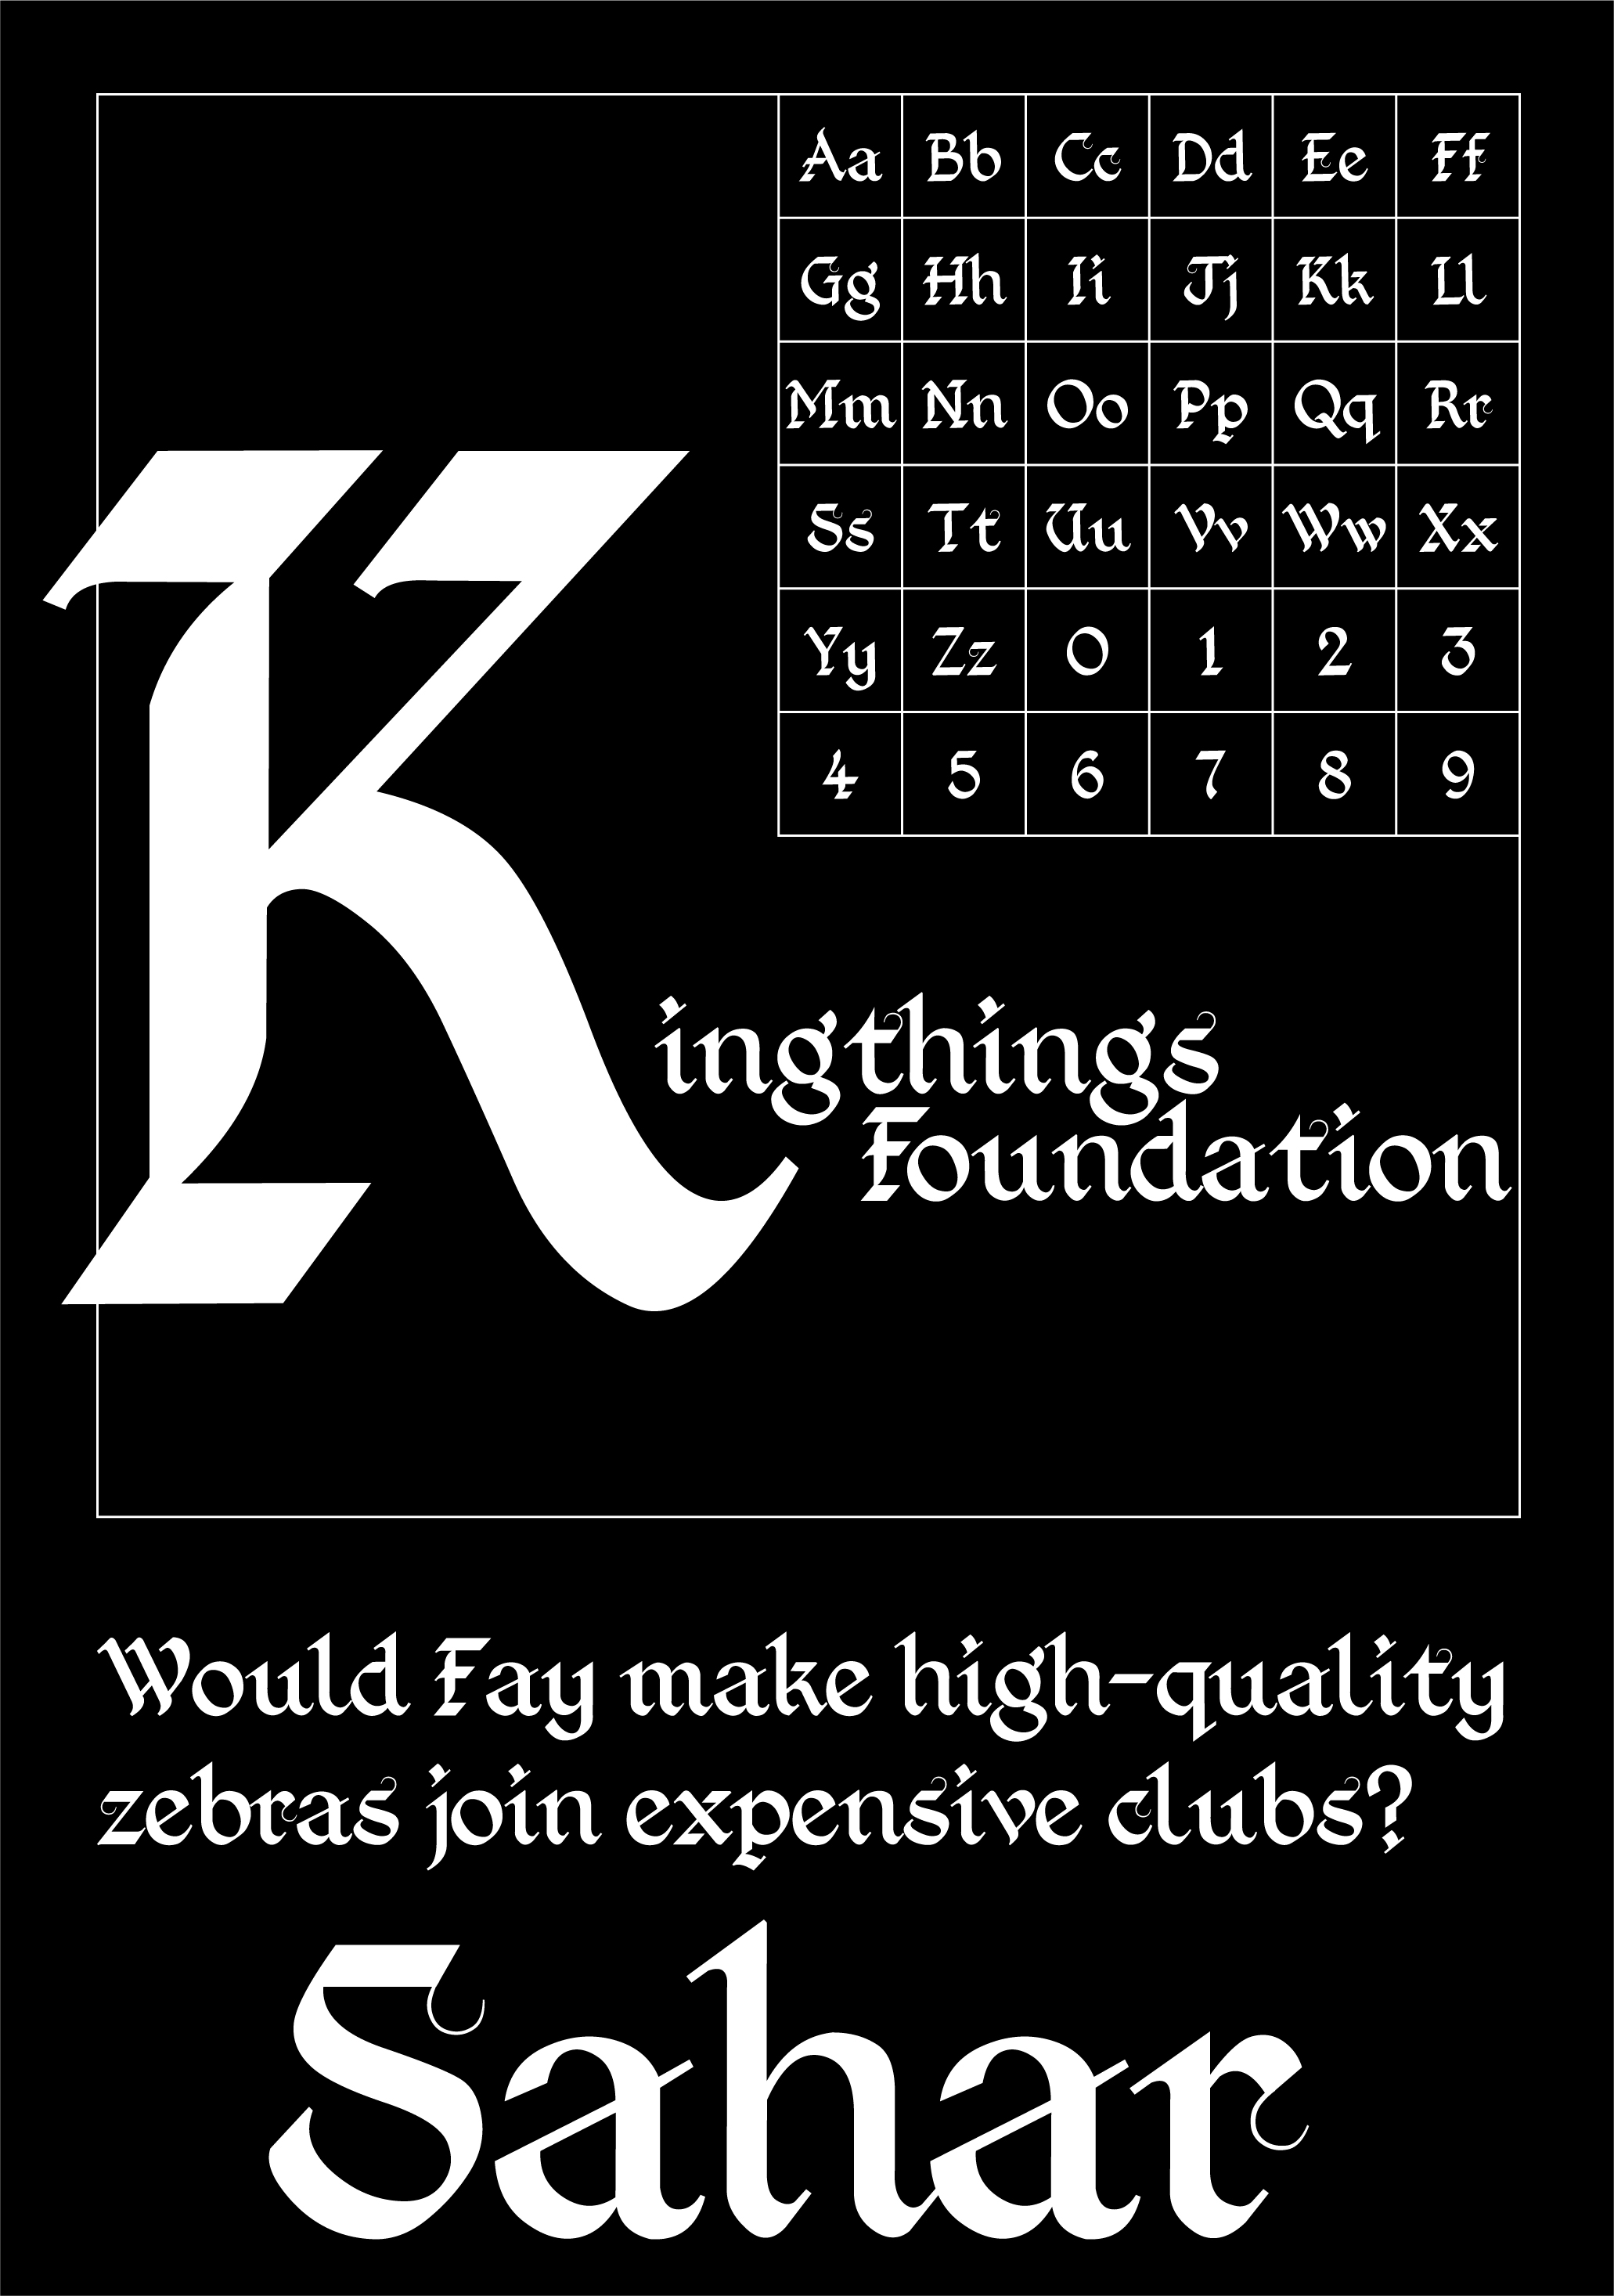 Aa Bb Cc Dd Ee Ff
Gg Hh Ii Jj Kk Ll
Mm Nn Oo Pp Qq Rr
Ss Tt Uu Vv Ww Xx
Yy Zz 0 1 2 3
4 5 6 7 8 9
Kingthings
Foundation
Would Fay make high-quality
zebras join expensive clubs?
Sahar